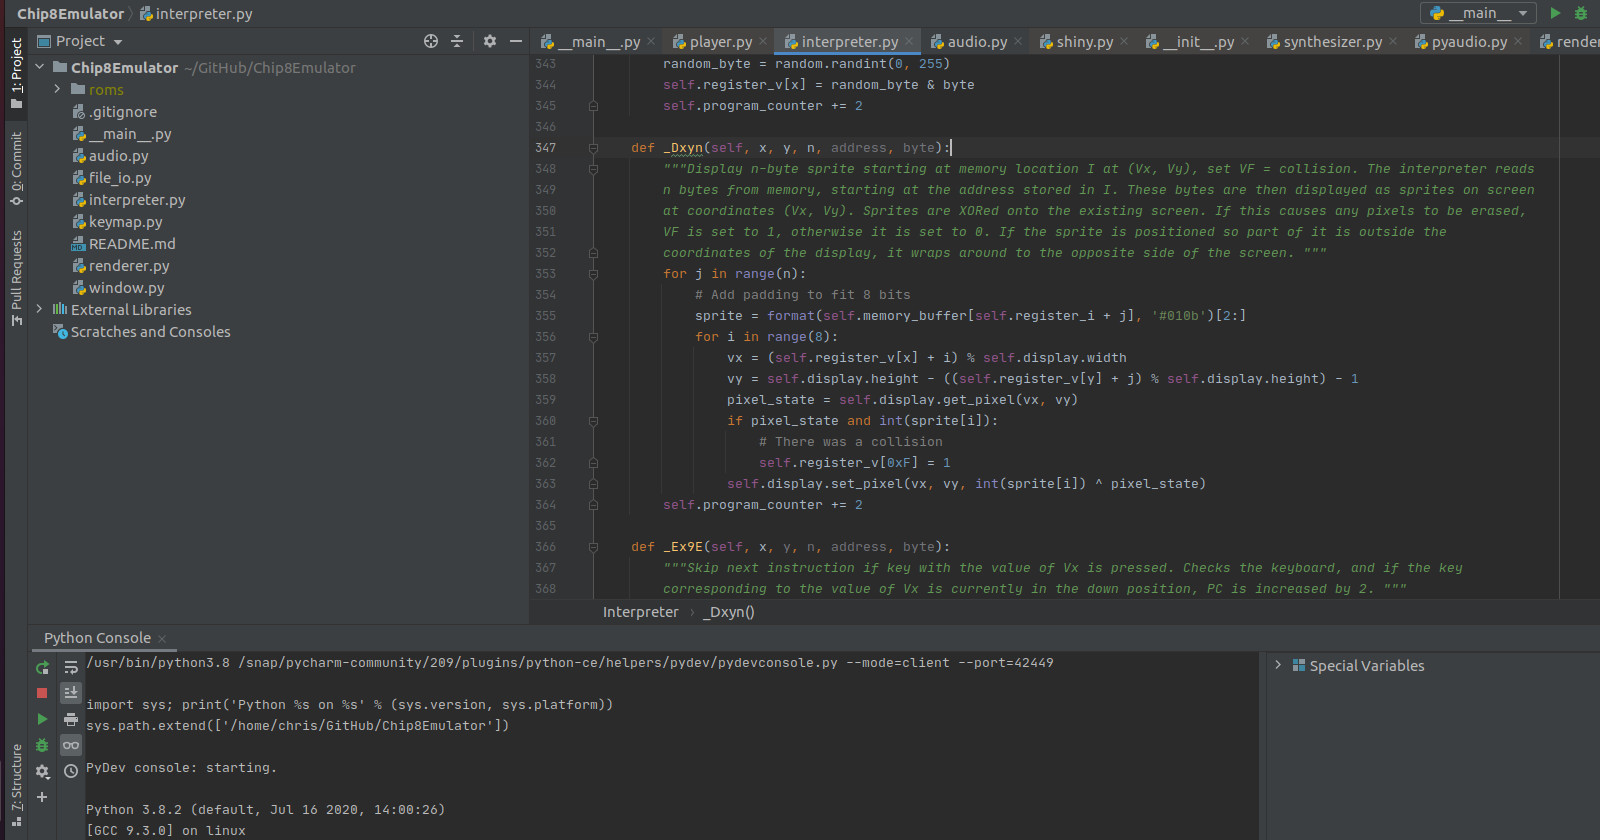 Chip8Emulator interpreter.py __main__
1: Project
0: Commit
Pull Requests
7: Structure
Project
Chip8Emulator ~/GitHub/Chip8Emulator
roms
.gitignore
__main__.py
audio.py
file_io.py
interpreter.py
keymap.py
README.md
renderer.py
window.py
External Libraries
Scratches and Consoles
__main__.py player.py interpreter.py audio.py shiny.py __init__.py synthesizer.py pyaudio.py render
343 random_byte = random.randint(0, 255)
344 self.register_v[x] = random_byte & byte
345 self.program_counter += 2
346
347 def _Dxyn(self, x, y, n, address, byte):
348 """Display n-byte sprite starting at memory location I at (Vx, Vy), set VF = collision. The interpreter reads
349 n bytes from memory, starting at the address stored in I. These bytes are then displayed as sprites on screen
350 at coordinates (Vx, Vy). Sprites are XORed onto the existing screen. If this causes any pixels to be erased,
351 VF is set to 1, otherwise it is set to 0. If the sprite is positioned so part of it is outside the
352 coordinates of the display, it wraps around to the opposite side of the screen. """
353 for j in range(n):
354 # Add padding to fit 8 bits
355 sprite = format(self.memory_buffer[self.register_i + j], '#010b')[2:]
356 for i in range(8):
357 vx = (self.register_v[x] + i) % self.display.width
358 vy = self.display.height - ((self.register_v[y] + j) % self.display.height) - 1
359 pixel_state = self.display.get_pixel(vx, vy)
360 if pixel_state and int(sprite[i]):
361 # There was a collision
362 self.register_v[0xF] = 1
363 self.display.set_pixel(vx, vy, int(sprite[i]) ^ pixel_state)
364 self.program_counter += 2
365
366 def _Ex9E(self, x, y, n, address, byte):
367 """Skip next instruction if key with the value of Vx is pressed. Checks the keyboard, and if the key
368 corresponding to the value of Vx is currently in the down position, PC is increased by 2. """
Interpreter › _Dxyn()
Python Console
/usr/bin/python3.8 /snap/pycharm-community/209/plugins/python-ce/helpers/pydev/pydevconsole.py --mode=client --port=42449
import sys; print('Python %s on %s' % (sys.version, sys.platform))
sys.path.extend(['/home/chris/GitHub/Chip8Emulator'])
PyDev console: starting.
Python 3.8.2 (default, Jul 16 2020, 14:00:26)
[GCC 9.3.0] on linux
Special Variables